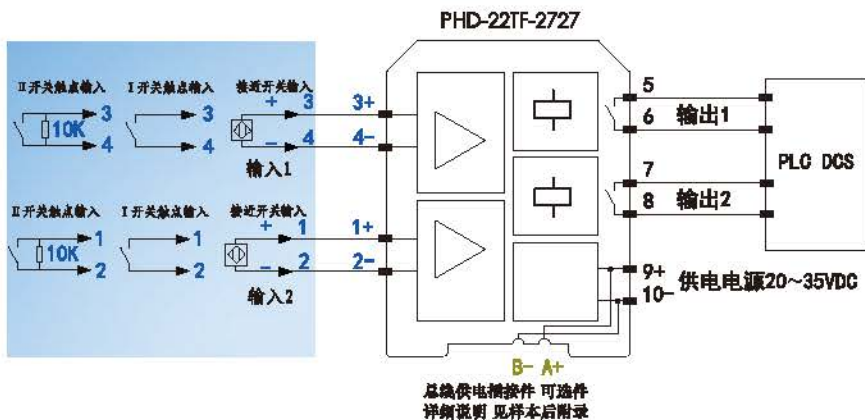 PHD-22TF-2727
II开关触点输入
I开关触点输入
接近开关输入
3
4
10K
3
4
+ 3
- 4
3+
4-
输入1
II开关触点输入
I开关触点输入
接近开关输入
1
2
10K
1
2
+ 1
- 2
1+
2-
输入2
5
6 输出1
7
8 输出2
PLC DCS
9+
10-
供电电源20~35VDC
B- A+
总线供电插接件 可选件
详细说明 见样本后附录